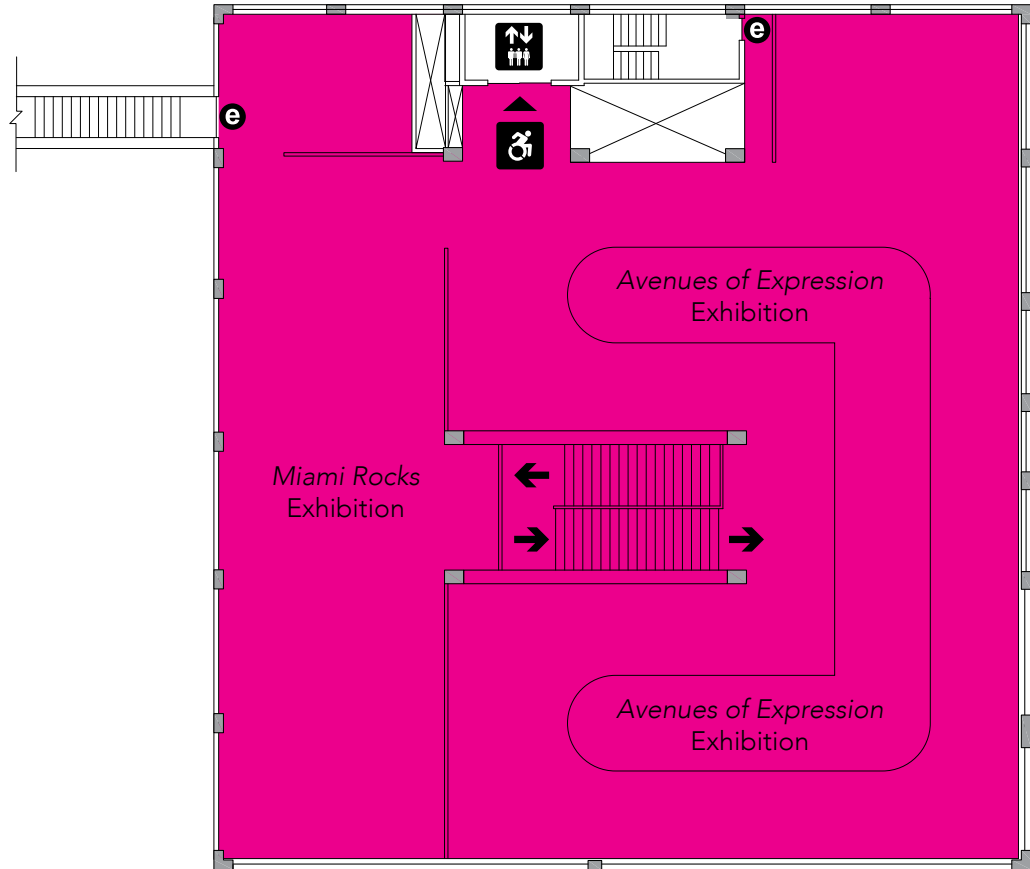 e
e
Avenues of Expression
Exhibition
Miami Rocks
Exhibition
Avenues of Expression
Exhibition